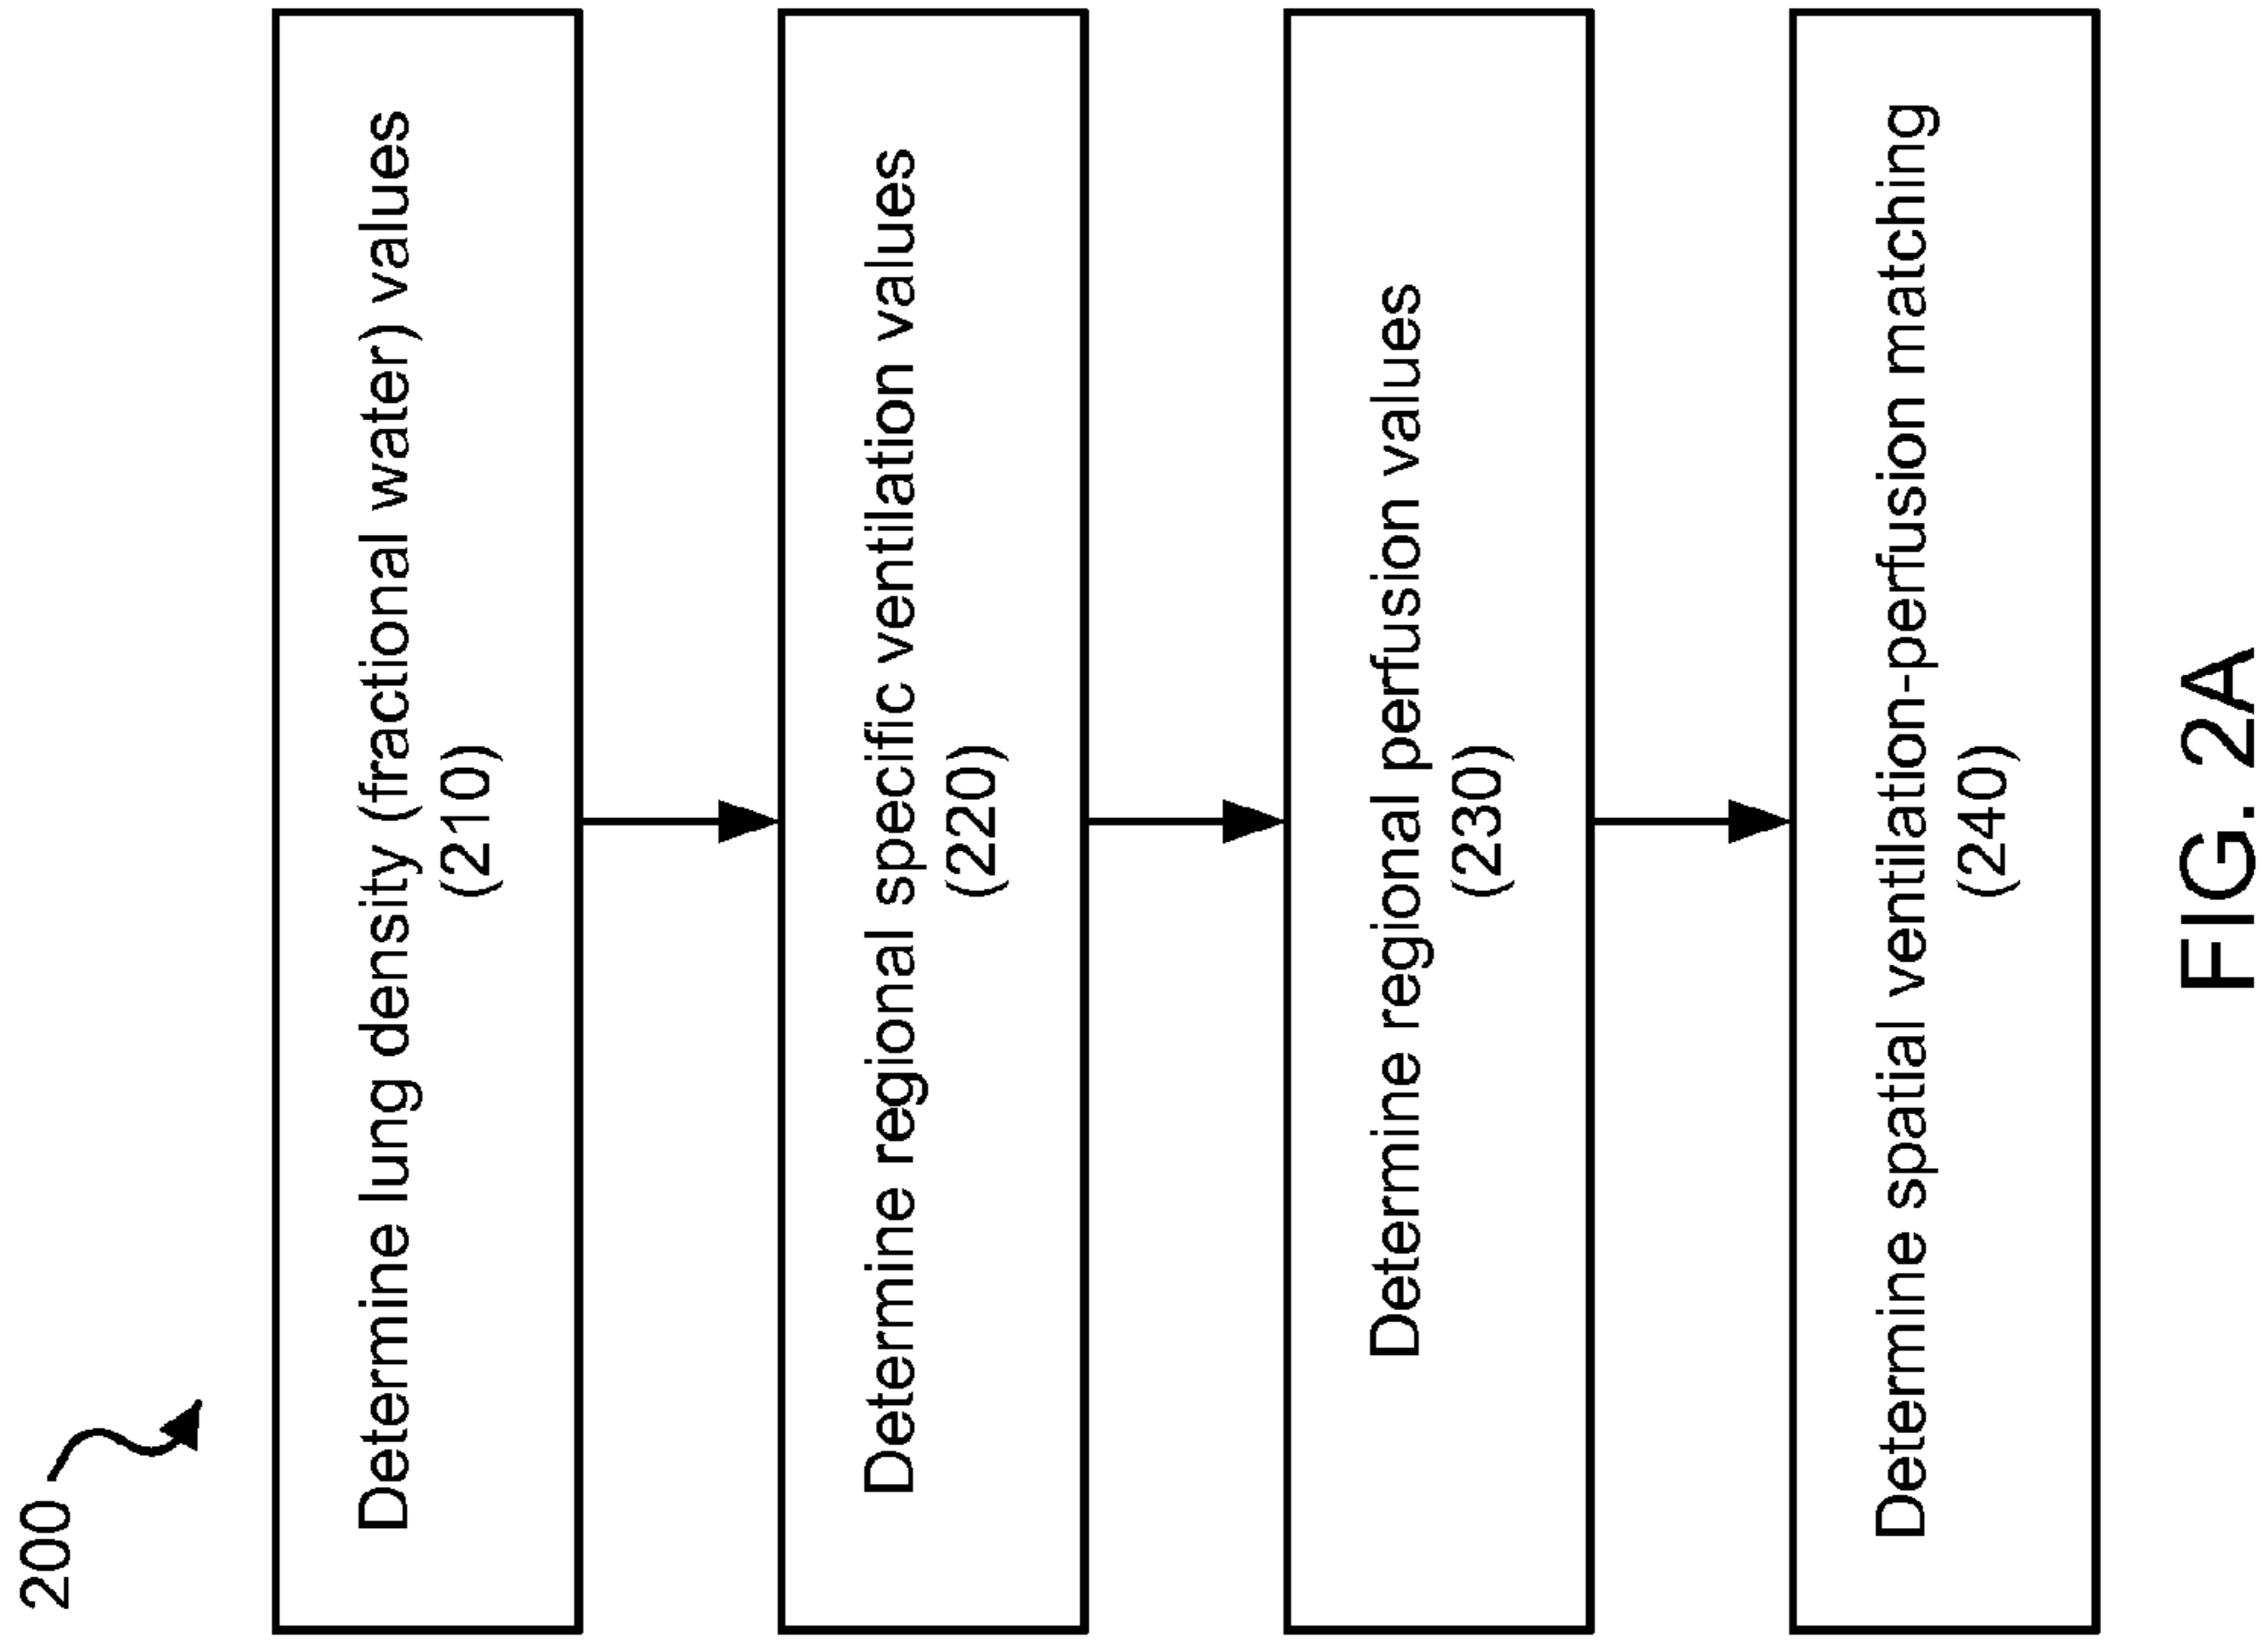 200
Determine lung density (fractional water) values
(210)
Determine regional specific ventilation values
(220)
Determine regional perfusion values
(230)
Determine spatial ventilation-perfusion matching
(240)
FIG. 2A